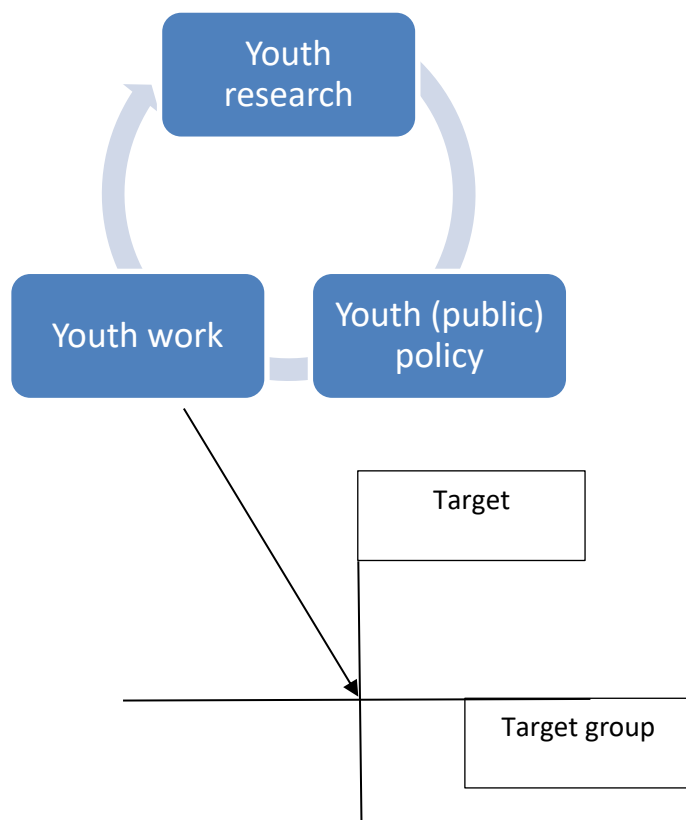 Youth
research
Youth work
Youth (public)
policy
Target
Target group